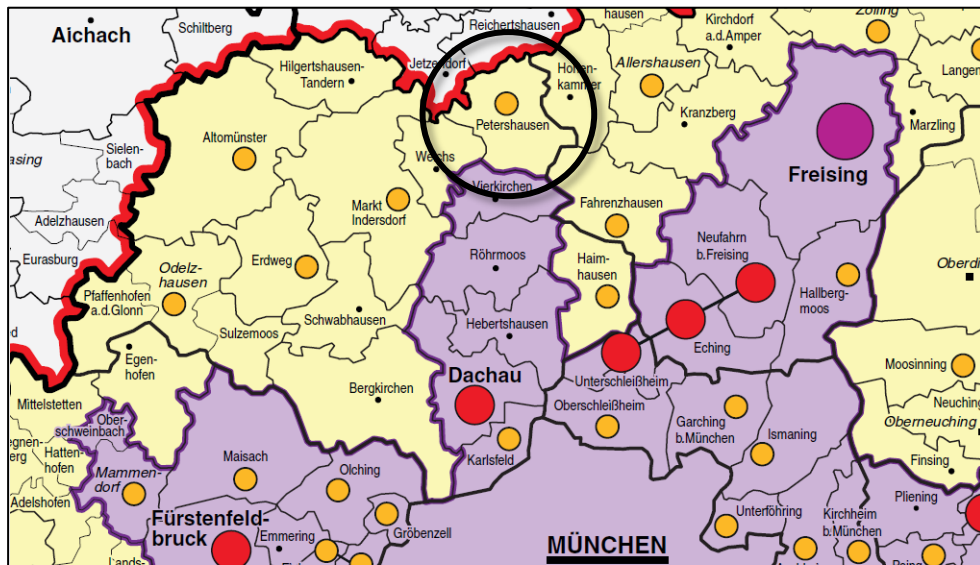 Aichach
Schiltberg
Reichertshausen
hausen
Kirchdorf
a.d.Amper
Zolling
Hilgertshausen-
Tandern
Jetzendorf
Hohen-
kammer
Allershausen
Langen
Petershausen
Kranzberg
Altomünster
Marzling
Sielen-
bach
Weichs
Freising
Vierkirchen
Adelzhausen
Markt
Indersdorf
Fahrenzhausen
Eurasburg
Odelz-
hausen
Erdweg
Röhrmoos
Haim-
hausen
Neufahrn
b.Freising
Oberdi
Pfaffenhofen
a.d.Glonn
Sulzemoos
Schwabhausen
Hebertshausen
Hallberg-
moos
Eching
Egen-
hofen
Bergkirchen
Dachau
Unterschleißheim
Moosinning
Mittelstetten
Oberschleißheim
Garching
b.München
Neuching
Oberneuching
Ober-
schweinbach
Ismaning
Hatten-
hofen
Maisach
Olching
Karlsfeld
Finsing
Mammen-
dorf
Adelshofen
Pliening
Fürstenfeld-
bruck
Emmering
Gröbenzell
Unterföhring
Kirchheim
b.München
MÜNCHEN
Lands-